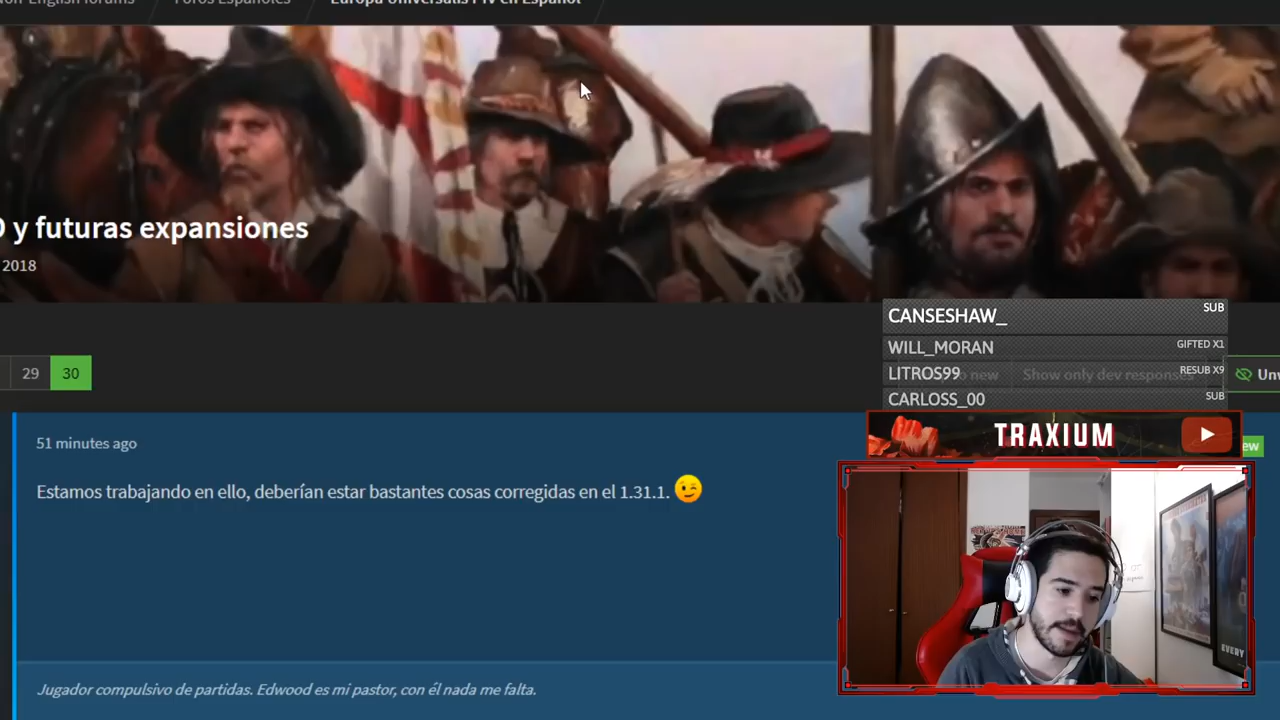 Non-English forums Foros Españoles Europa Universalis I-IV en Español
y futuras expansiones
2018
CANSESHAW_ SUB
WILL_MORAN GIFTED X1
29 30
LITROS99 RESUB X9
to new Show only dev responses
CARLOSS_00 SUB
TRAXIUM
51 minutes ago
Estamos trabajando en ello, deberían estar bastantes cosas corregidas en el 1.31.1.
EVERY
Jugador compulsivo de partidas. Edwood es mi pastor, con él nada me falta.